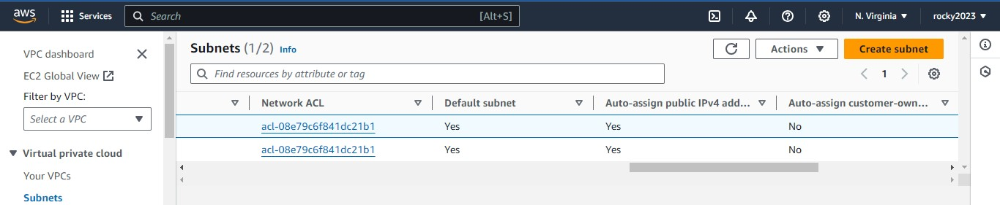 aws Services Search [Alt+S] N. Virginia rocky2023
VPC dashboard
EC2 Global View
Filter by VPC:
Select a VPC
Virtual private cloud
Your VPCs
Subnets
Subnets (1/2) Info Actions Create subnet
Find resources by attribute or tag 1
Network ACL Default subnet Auto-assign public IPv4 add... Auto-assign customer-own...
acl-08e79c6f841dc21b1 Yes Yes No
acl-08e79c6f841dc21b1 Yes Yes No